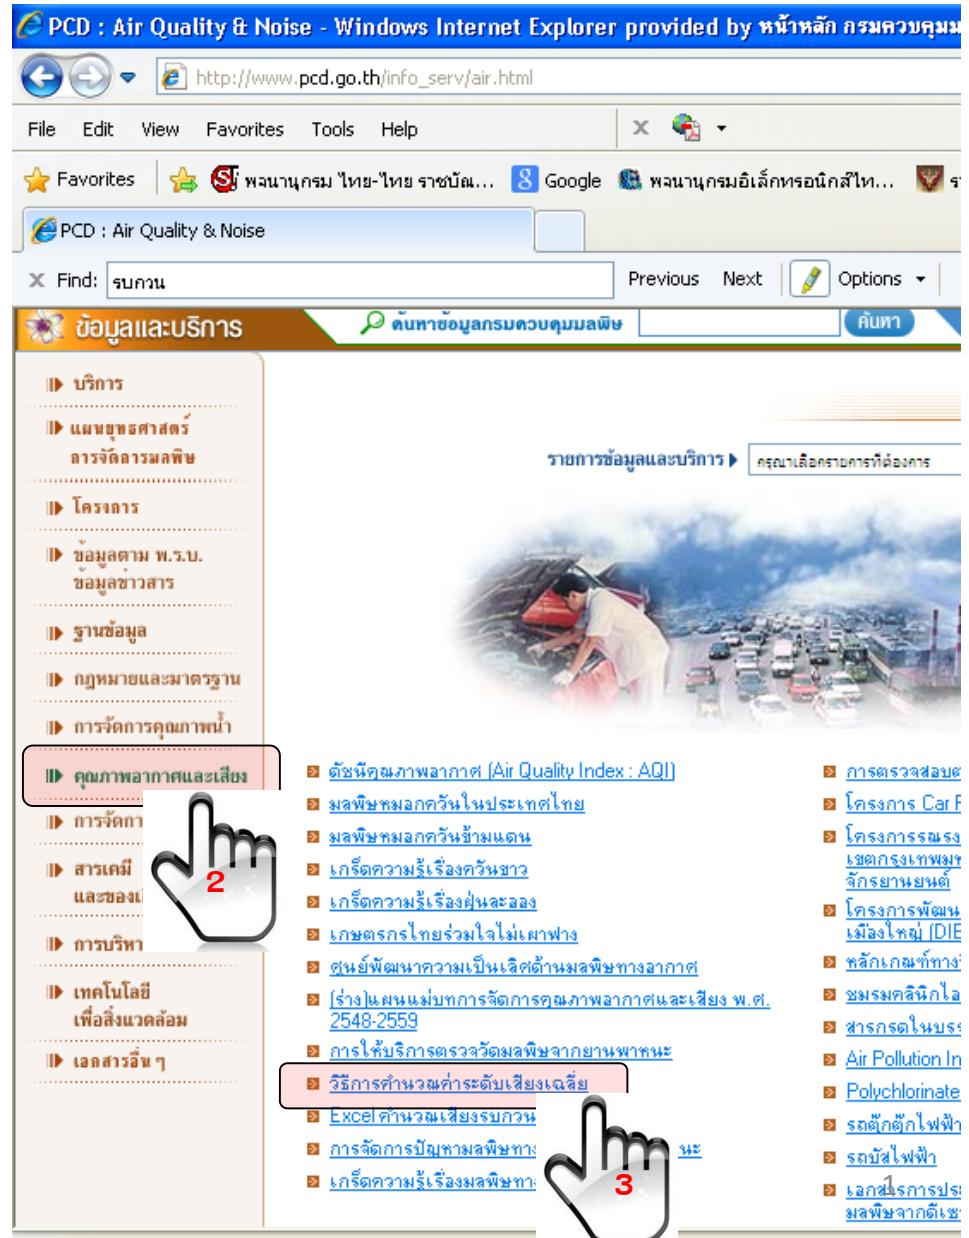 PCD : Air Quality & Noise - Windows Internet Explorer provided by หน้าหลัก กรมควบคุมม
http://www.pcd.go.th/info_serv/air.html
File Edit View Favorites Tools Help
Favorites พจนานุกรม ไทย-ไทย ราชบัณ... Google พจนานุกรมอิเล็กทรอนิกส์ไท... ร
PCD : Air Quality & Noise
Find: รบกวน Previous Next Options
ข้อมูลและบริการ ค้นหาข้อมูลกรมควบคุมมลพิษ ค้นหา
บริการ
แผนยุทธศาสตร์
การจัดการมลพิษ
รายการข้อมูลและบริการ กรุณาเลือกรายการที่ต้องการ
โครงการ
ข้อมูลตาม พ.ร.บ.
ข้อมูลข่าวสาร
ฐานข้อมูล
กฎหมายและมาตรฐาน
การจัดการคุณภาพน้ำ
คุณภาพอากาศและเสียง
การจัดกา
สารเคมี
และของเ
การบริหา
เทคโนโลยี
เพื่อสิ่งแวดล้อม
เอกสารอื่น ๆ
2
ดัชนีคุณภาพอากาศ (Air Quality Index : AQI)
มลพิษหมอกควันในประเทศไทย
มลพิษหมอกควันข้ามแดน
เกร็ดความรู้เรื่องควันขาว
เกร็ดความรู้เรื่องฝุ่นละออง
เกษตรกรไทยร่วมใจไม่เผาฟาง
ศูนย์พัฒนาความเป็นเลิศด้านมลพิษทางอากาศ
(ร่าง)แผนแม่บทการจัดการคุณภาพอากาศและเสียง พ.ศ.
2548-2559
การให้บริการตรวจวัดมลพิษจากยานพาหนะ
วิธีการคำนวณค่าระดับเสียงเฉลี่ย
Excel คำนวณเสียงรบกวน
การจัดการปัญหามลพิษทาง นะ
เกร็ดความรู้เรื่องมลพิษทา
3
การตรวจสอบต
โครงการ Car F
โครงการรณรง
เขตกรุงเทพมห
จักรยานยนต์
โครงการพัฒน
เมืองใหญ่ (DIE
หลักเกณฑ์ทาง
ชมรมคลินิกไอ
สารกรดในบรร
Air Pollution In
Polychlorinate
รถตุ๊กตุ๊กไฟฟ้า
รถบัสไฟฟ้า
เอกสารการประ
มลพิษจากดีเซ
1